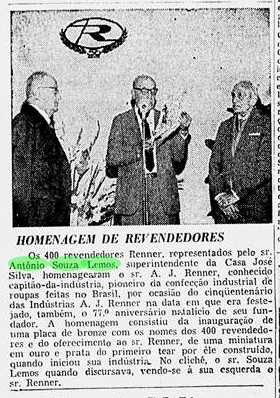 R
HOMENAGEM DE REVENDEDORES
Os 400 revendedores Renner, representados pelo sr.
Antônio Souza Lemos, superintendente da Casa José
Silva, homenagearam o sr. A. J. Renner, conhecido
capitão-da-indústria, pioneiro da confecção industrial de
roupas feitas no Brasil, por ocasião do cinqüentenário
das Indústrias A. J. Renner na data em que era feste-
jado, também, o 77.º aniversário natalício de seu fun-
dador. A homenagem consistiu da inauguração de
uma placa de bronze com os nomes dos 400 revendedo-
res e do oferecimento ao sr. Renner, de uma miniatura
em ouro e prata do primeiro tear por êle construído,
quando iniciou sua indústria. No clichê, o sr. Souza
Lemos quando discursava, vendo-se à sua esquerda o
sr. Renner.